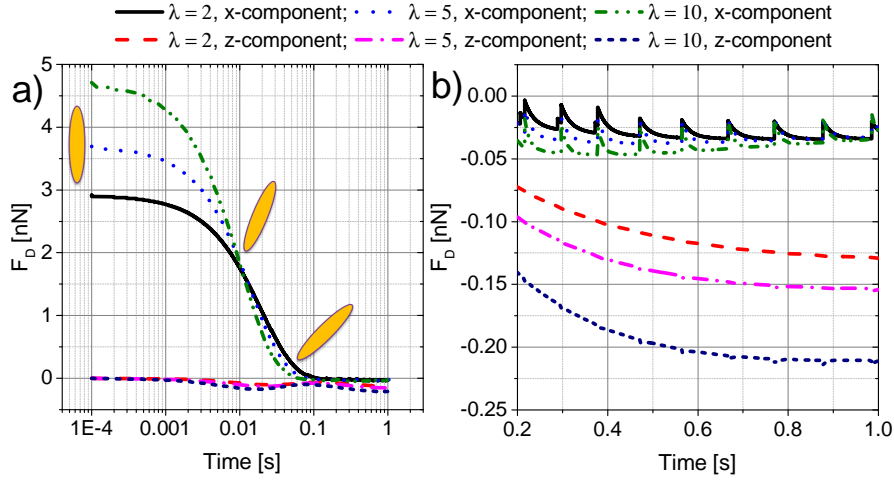 λ = 2, x-component; λ = 5, x-component; λ = 10, x-component
λ = 2, z-component; λ = 5, z-component; λ = 10, z-component
a)
F_D [nN]
5
4
3
2
1
0
1E-4 0.001 0.01 0.1 1
Time [s]
b)
F_D [nN]
0.00
-0.05
-0.10
-0.15
-0.20
-0.25
0.2 0.4 0.6 0.8 1.0
Time [s]